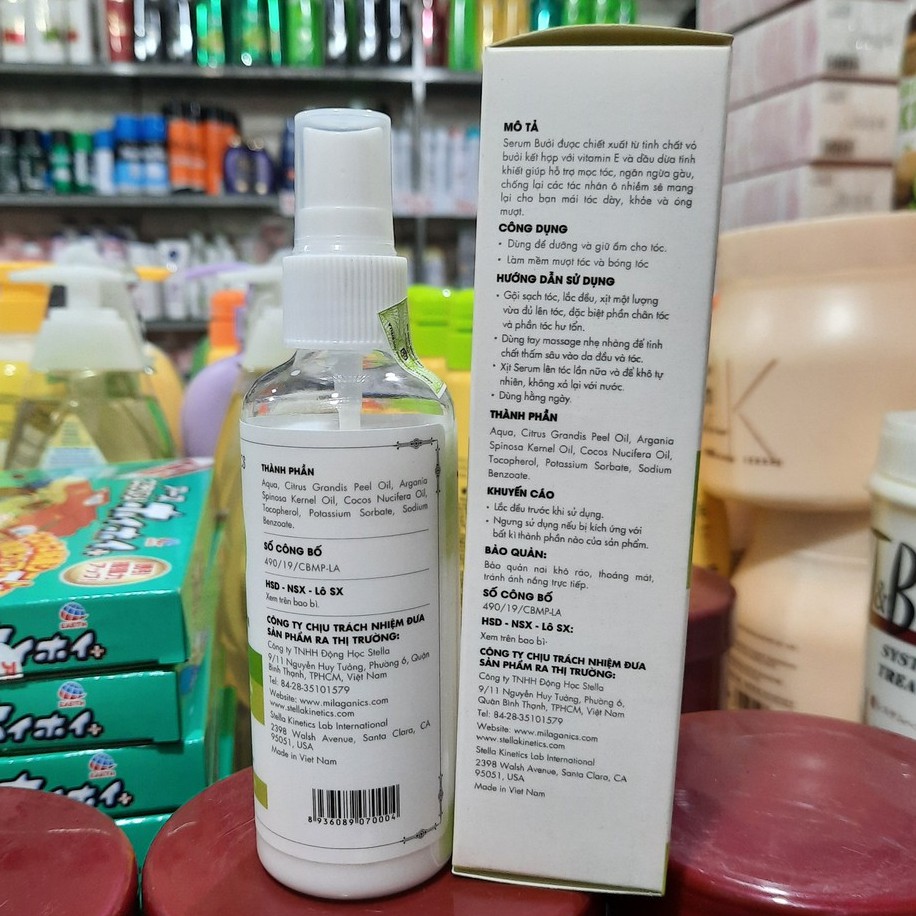 THÀNH PHẦN
Aqua, Citrus Grandis Peel Oil, Argania
Spinosa Kernel Oil, Cocos Nucifera Oil,
Tocopherol, Potassium Sorbate, Sodium
Benzoate.
SỐ CÔNG BỐ
490/19/CBMP-LA
HSD - NSX - Lô SX
Xem trên bao bì.
CÔNG TY CHỊU TRÁCH NHIỆM ĐƯA
SẢN PHẨM RA THỊ TRƯỜNG:
Công ty TNHH Động Học Stella
9/11 Nguyễn Huy Tưởng, Phường 6, Quận
Bình Thạnh, TPHCM, Việt Nam
Tel: 84-28-35101579
Website: www.milaganics.com
www.stellakinetics.com
Stella Kinetics Lab International
2398 Walsh Avenue, Santa Clara, CA
95051, USA
Made in Viet Nam
8 936089 070004
MÔ TẢ
Serum Bưởi được chiết xuất từ tinh chất vỏ
bưởi kết hợp với vitamin E và dầu dừa tinh
khiết giúp hỗ trợ mọc tóc, ngăn ngừa gàu,
chống lại các tác nhân ô nhiễm sẽ mang
lại cho bạn mái tóc dày, khỏe và óng
mượt.
CÔNG DỤNG
• Dùng để dưỡng và giữ ẩm cho tóc.
• Làm mềm mượt tóc và bóng tóc
HƯỚNG DẪN SỬ DỤNG
• Gội sạch tóc, lắc đều, xịt một lượng
vừa đủ lên tóc, đặc biệt phần chân tóc
và phần tóc hư tổn.
• Dùng tay massage nhẹ nhàng để tinh
chất thấm sâu vào da đầu và tóc.
• Xịt Serum lên tóc lần nữa và để khô tự
nhiên, không xả lại với nước.
• Dùng hằng ngày.
THÀNH PHẦN
Aqua, Citrus Grandis Peel Oil, Argania
Spinosa Kernel Oil, Cocos Nucifera Oil,
Tocopherol, Potassium Sorbate, Sodium
Benzoate.
KHUYẾN CÁO
• Lắc đều trước khi sử dụng.
• Ngưng sử dụng nếu bị kích ứng với
bất kì thành phần nào của sản phẩm.
BẢO QUẢN:
Bảo quản nơi khô ráo, thoáng mát,
tránh ánh nắng trực tiếp.
SỐ CÔNG BỐ
490/19/CBMP-LA
HSD - NSX - Lô SX:
Xem trên bao bì.
CÔNG TY CHỊU TRÁCH NHIỆM ĐƯA
SẢN PHẨM RA THỊ TRƯỜNG:
Công ty TNHH Động Học Stella
9/11 Nguyễn Huy Tưởng, Phường 6,
Quận Bình Thạnh, TPHCM, Việt Nam
Tel: 84-28-35101579
Website: www.milaganics.com
www.stellakinetics.com
Stella Kinetics Lab International
2398 Walsh Avenue, Santa Clara, CA
95051, USA
Made in Viet Nam
EARTH
EARTH
EARTH
K